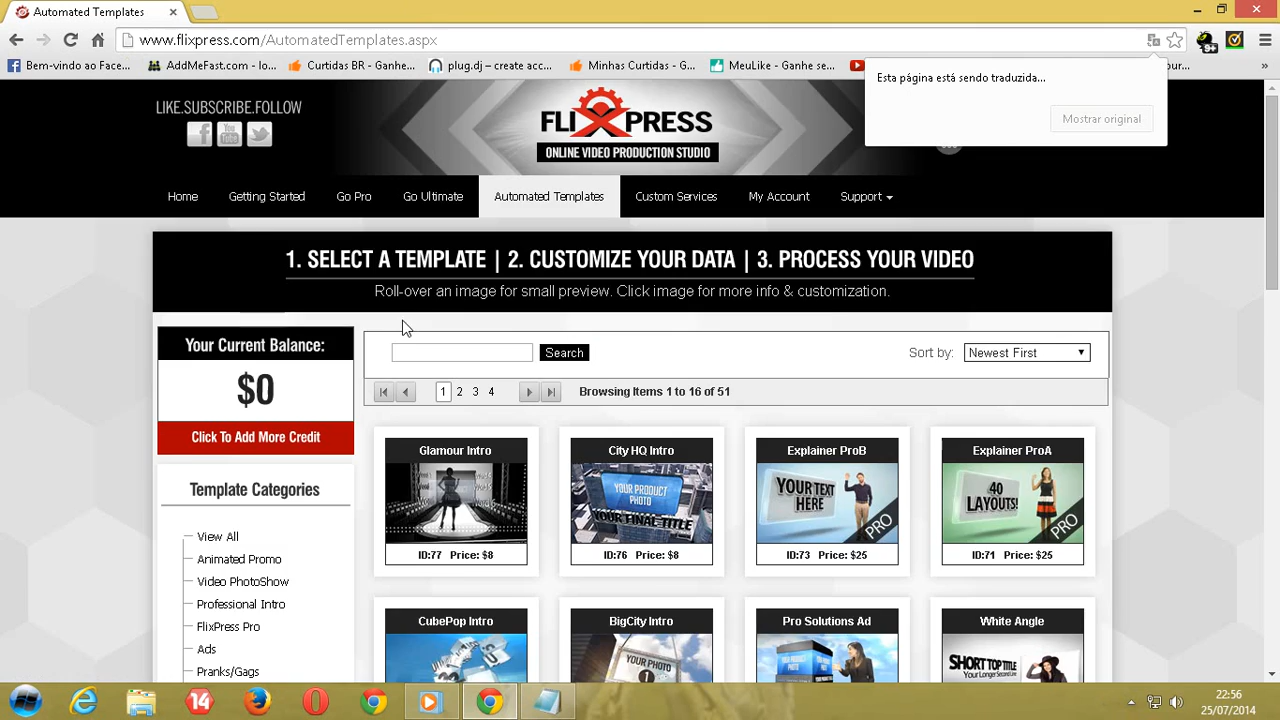 Automated Templates
www.flixpress.com/AutomatedTemplates.aspx
9+
Bem-vindo ao Face...
AddMeFast.com - lo...
Curtidas BR - Ganhe...
plug.dj – create acc...
Minhas Curtidas - G...
MeuLike - Ganhe se...
ur...
»
Esta página está sendo traduzida...
Mostrar original
LIKE.SUBSCRIBE.FOLLOW
You Tube
FLIXPRESS
ONLINE VIDEO PRODUCTION STUDIO
Home Getting Started Go Pro Go Ultimate Automated Templates Custom Services My Account Support
1. SELECT A TEMPLATE | 2. CUSTOMIZE YOUR DATA | 3. PROCESS YOUR VIDEO
Roll-over an image for small preview. Click image for more info & customization.
Your Current Balance:
$0
Click To Add More Credit
Search
Sort by: Newest First
1 2 3 4 Browsing Items 1 to 16 of 51
Template Categories
View All
Animated Promo
Video PhotoShow
Professional Intro
FlixPress Pro
Ads
Pranks/Gags
Glamour Intro
ID:77 Price: $8
City HQ Intro
YOUR PRODUCT
PHOTO
YOUR FINAL TITLE
ID:76 Price: $8
Explainer ProB
YOUR TEXT
HERE
PRO
ID:73 Price: $25
Explainer ProA
40
LAYOUTS!
PRO
ID:71 Price: $25
CubePop Intro
BigCity Intro
YOUR PHOTO
1
Pro Solutions Ad
White Angle
SHORT TOP TITLE
Your Longer Second Line
14
22:56
25/07/2014